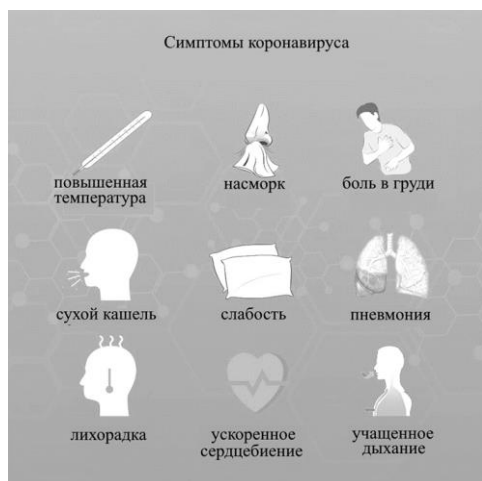 Симптомы коронавируса
повышенная
температура
насморк
боль в груди
сухой кашель
слабость
пневмония
лихорадка
ускоренное
сердцебиение
учащенное
дыхание